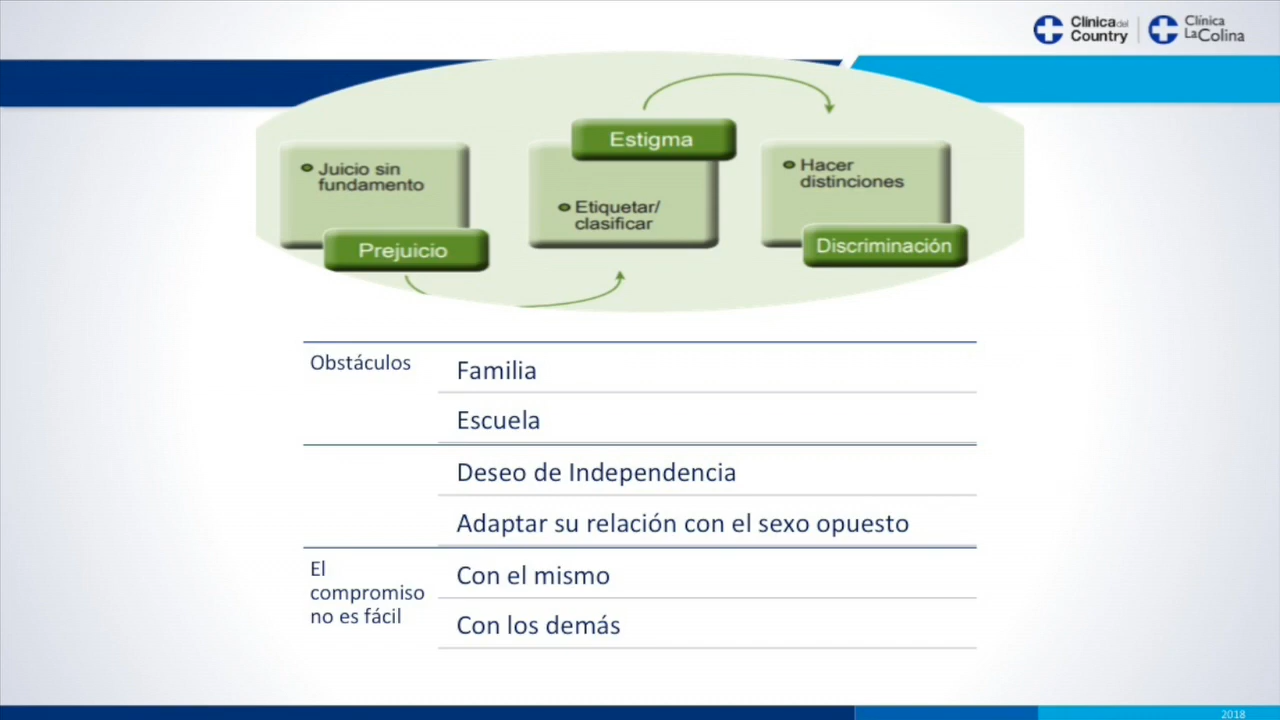 Clínica del
Country
Clínica
La Colina
Estigma
Juicio sin
fundamento
Prejuicio
Etiquetar/
clasificar
Hacer
distinciones
Discriminación
Obstáculos
Familia
Escuela
Deseo de Independencia
Adaptar su relación con el sexo opuesto
El
compromiso
no es fácil
Con el mismo
Con los demás
2018